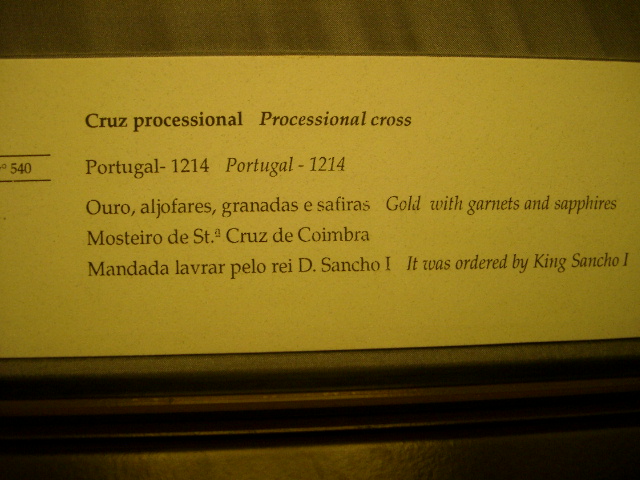 Cruz processional Processional cross
nº 540
Portugal- 1214 Portugal - 1214
Ouro, aljofares, granadas e safiras Gold with garnets and sapphires
Mosteiro de St.ª Cruz de Coimbra
Mandada lavrar pelo rei D. Sancho I It was ordered by King Sancho I